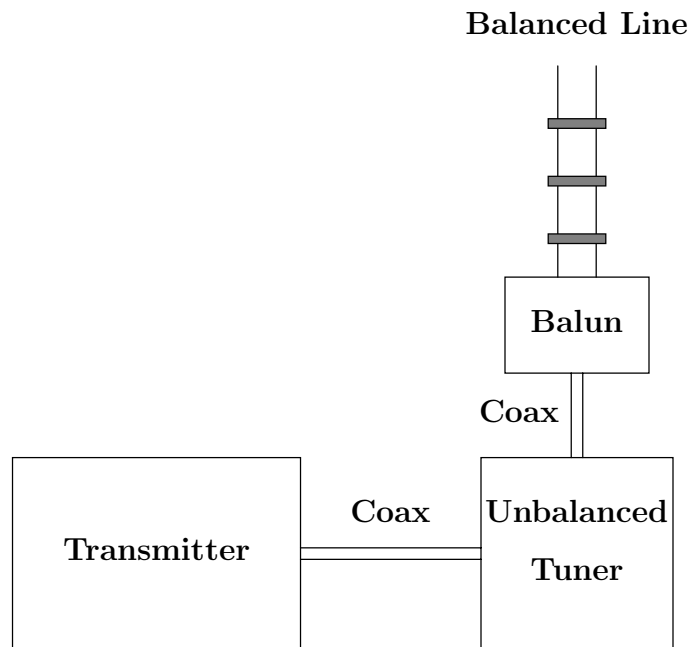 Balanced Line
Balun
Coax
Coax
Unbalanced
Transmitter
Tuner